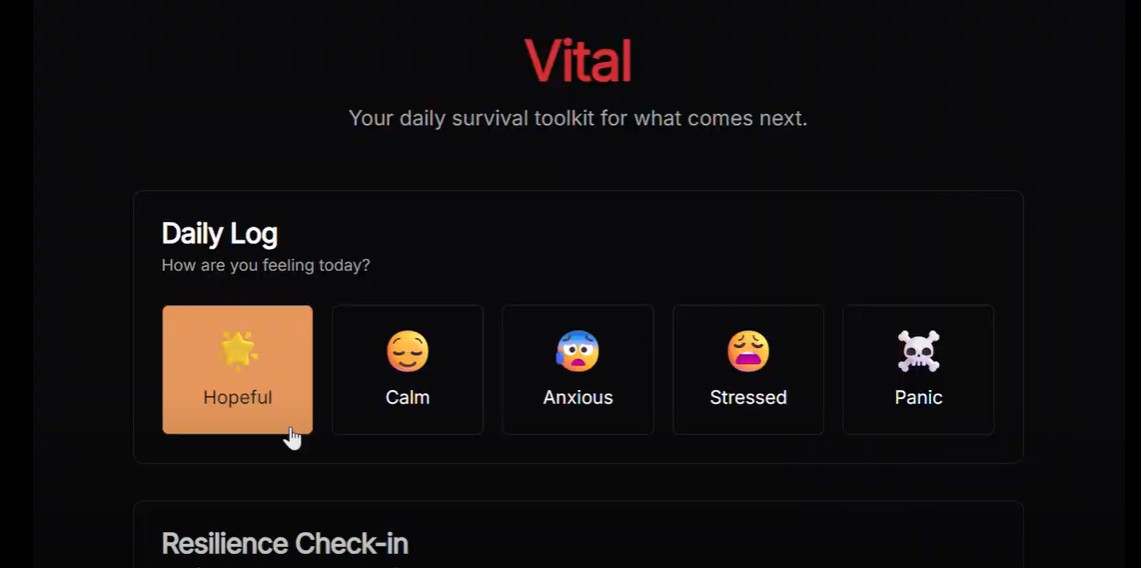 Vital
Your daily survival toolkit for what comes next.
Daily Log
How are you feeling today?
Hopeful
Calm
Anxious
Stressed
Panic
Resilience Check-in